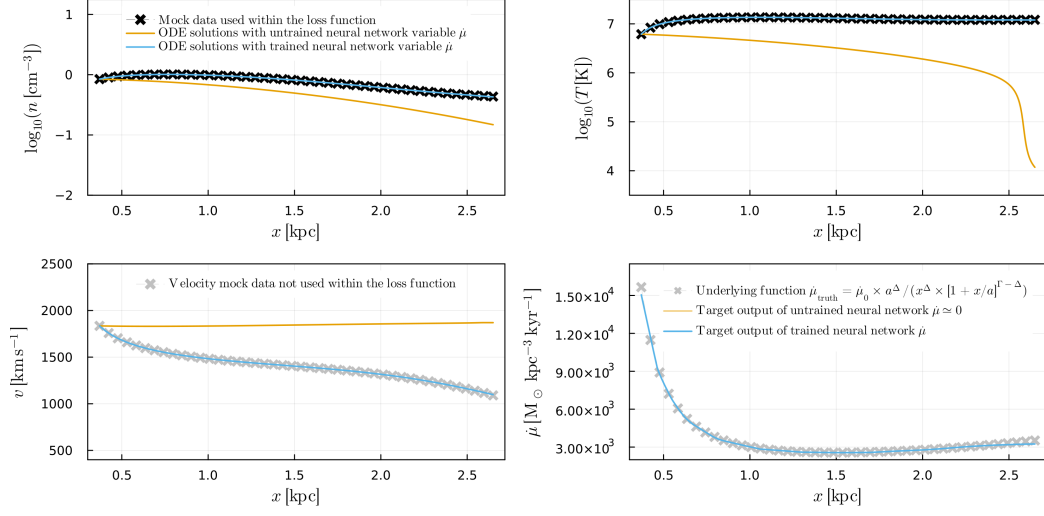 Mock data used within the loss function
ODE solutions with untrained neural network variable μ̇
ODE solutions with trained neural network variable μ̇
log₁₀(n [cm⁻³])
1
0
−1
−2
0.5 1.0 1.5 2.0 2.5
x [kpc]
log₁₀(T [K])
7
6
5
4
0.5 1.0 1.5 2.0 2.5
x [kpc]
Velocity mock data not used within the loss function
v [kms⁻¹]
2500
2000
1500
1000
500
0.5 1.0 1.5 2.0 2.5
x [kpc]
Underlying function μ̇_truth = μ̇₀ × a^Δ/(x^Δ × [1 + x/a]^{Γ−Δ})
Target output of untrained neural network μ̇ ≃ 0
Target output of trained neural network μ̇
μ̇ [M⊙ kpc⁻³ kyr⁻¹]
1.50×10⁴
1.20×10⁴
9.00×10³
6.00×10³
3.00×10³
0.5 1.0 1.5 2.0 2.5
x [kpc]